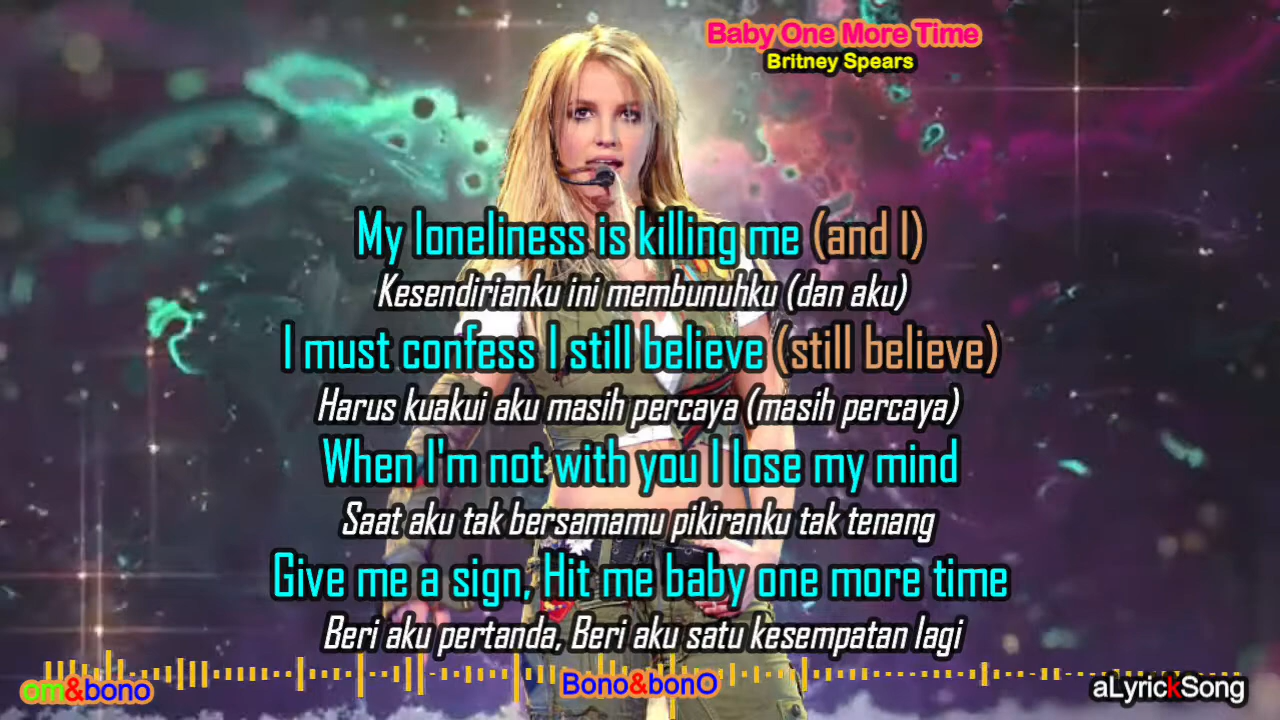 Baby One More Time
Britney Spears
My loneliness is killing me (and I)
Kesendirianku ini membunuhku (dan aku)
I must confess I still believe (still believe)
Harus kuakui aku masih percaya (masih percaya)
When I'm not with you I lose my mind
Saat aku tak bersamamu pikiranku tak tenang
Give me a sign, Hit me baby one more time
Beri aku pertanda, Beri aku satu kesempatan lagi
om&bono
Bono&bonO
aLyrickSong